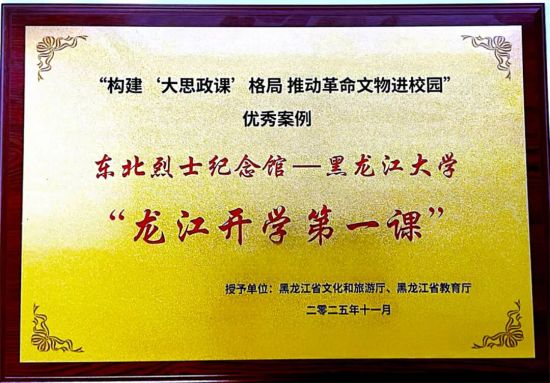 “构建‘大思政课’格局 推动革命文物进校园”
优秀案例
东北烈士纪念馆—黑龙江大学
“龙江开学第一课”
授予单位：黑龙江省文化和旅游厅、黑龙江省教育厅
二零二五年十一月